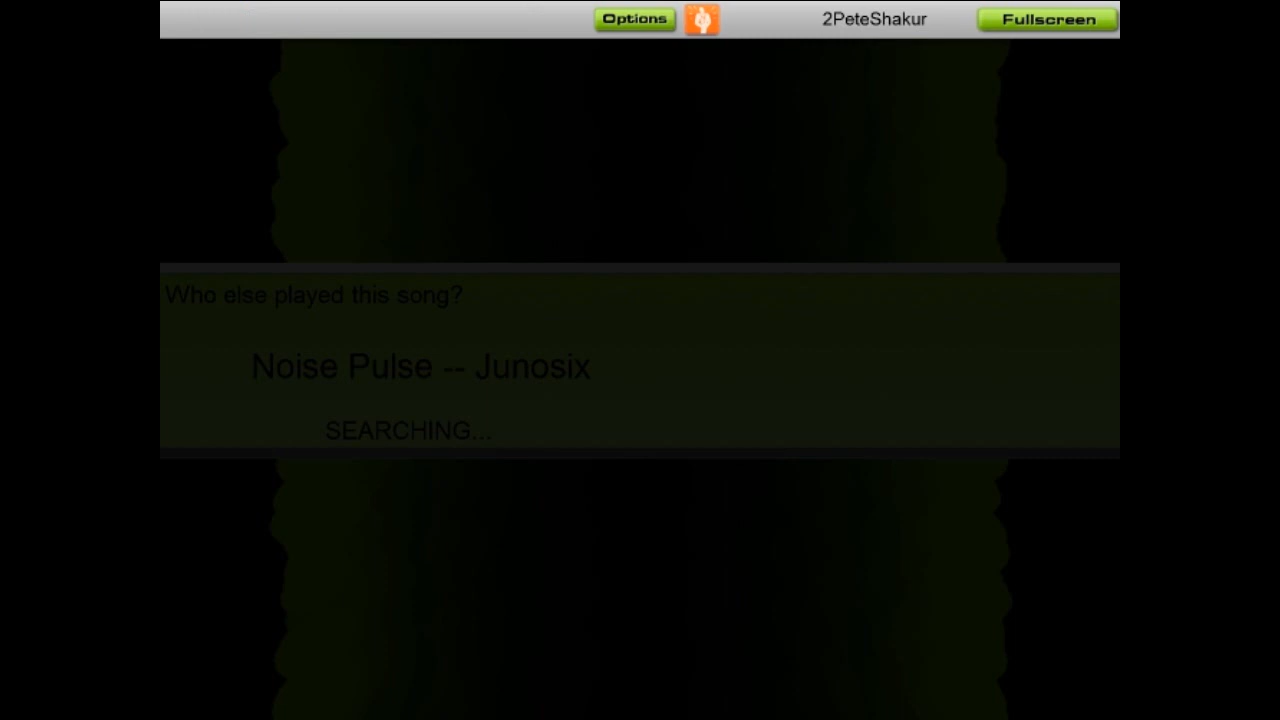 Options
2PeteShakur
Fullscreen
Who else played this song?
Noise Pulse -- Junosix
SEARCHING...